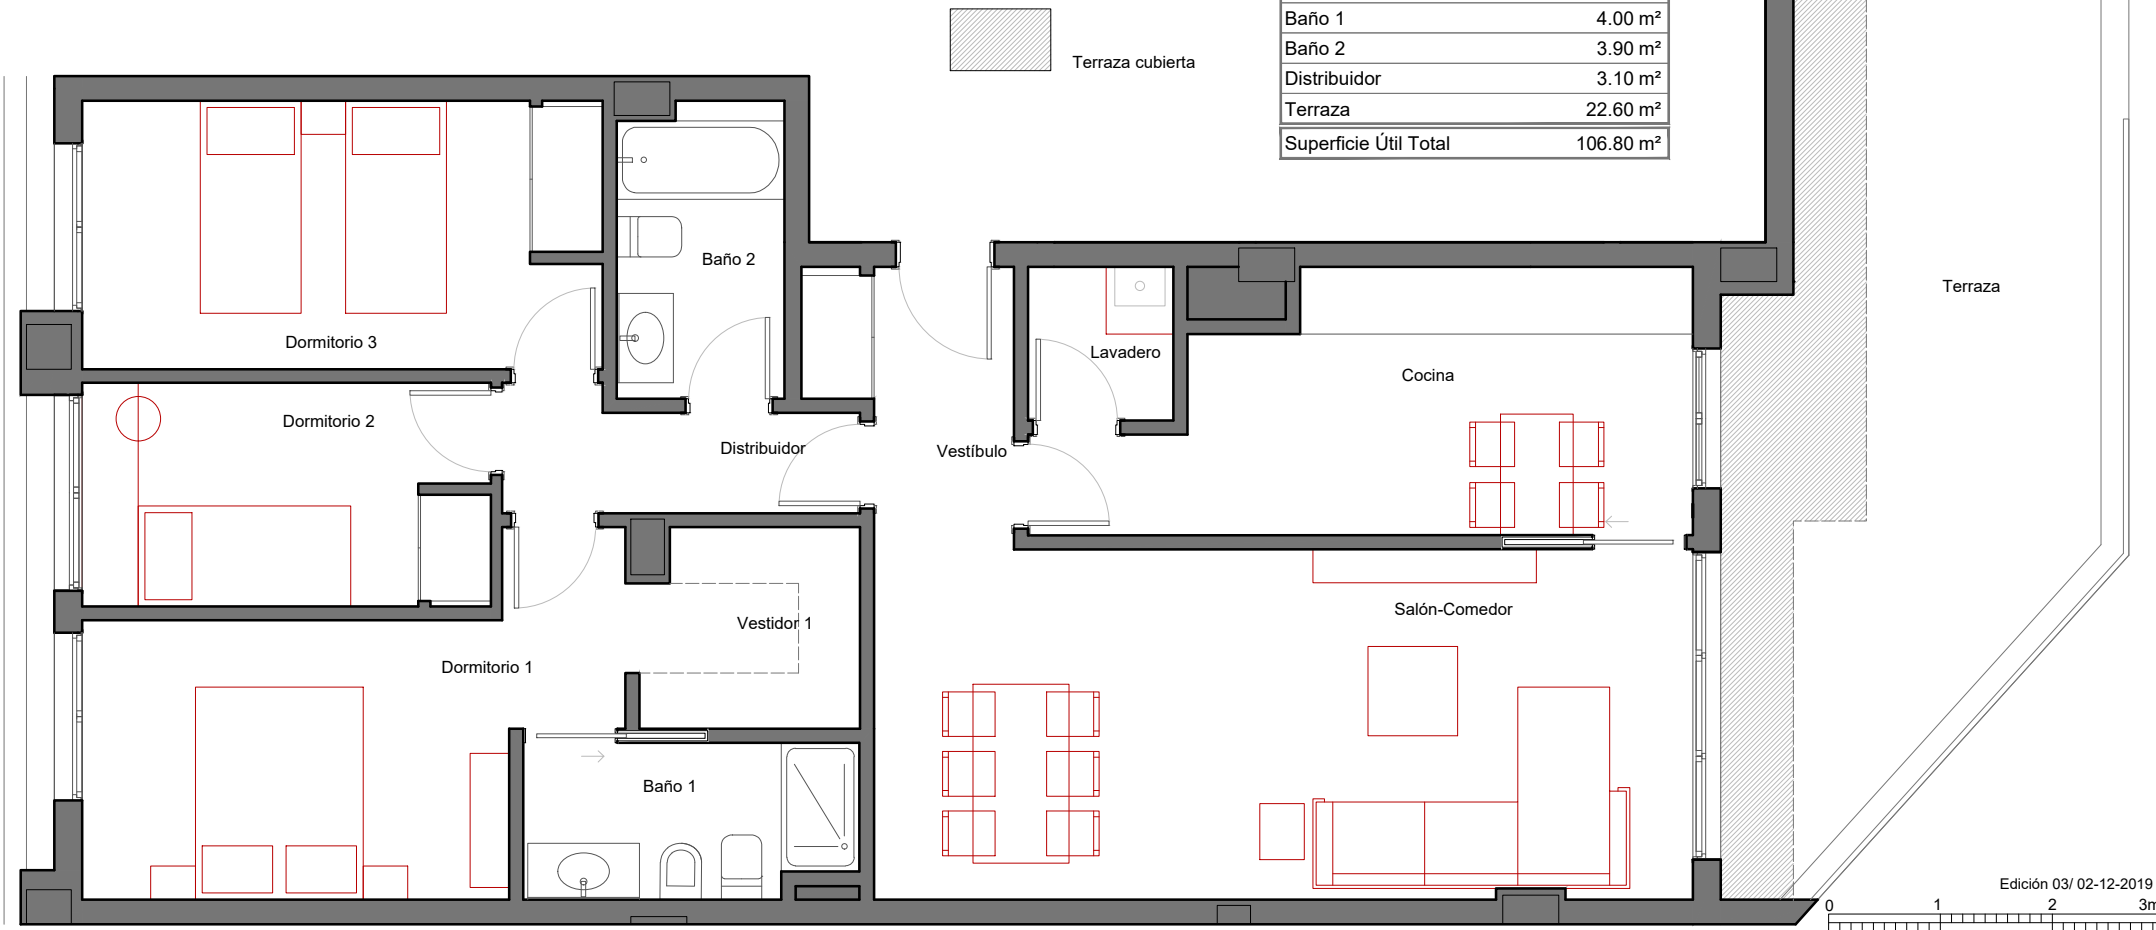 Baño 1 4.00 m²
Baño 2 3.90 m²
Distribuidor 3.10 m²
Terraza 22.60 m²
Superficie Útil Total 106.80 m²
Terraza cubierta
Baño 2
Terraza
Dormitorio 3
Lavadero
Cocina
Dormitorio 2
Distribuidor
Vestíbulo
Salón-Comedor
Vestidor 1
Dormitorio 1
Baño 1
Edición 03/ 02-12-2019
0 1 2 3m